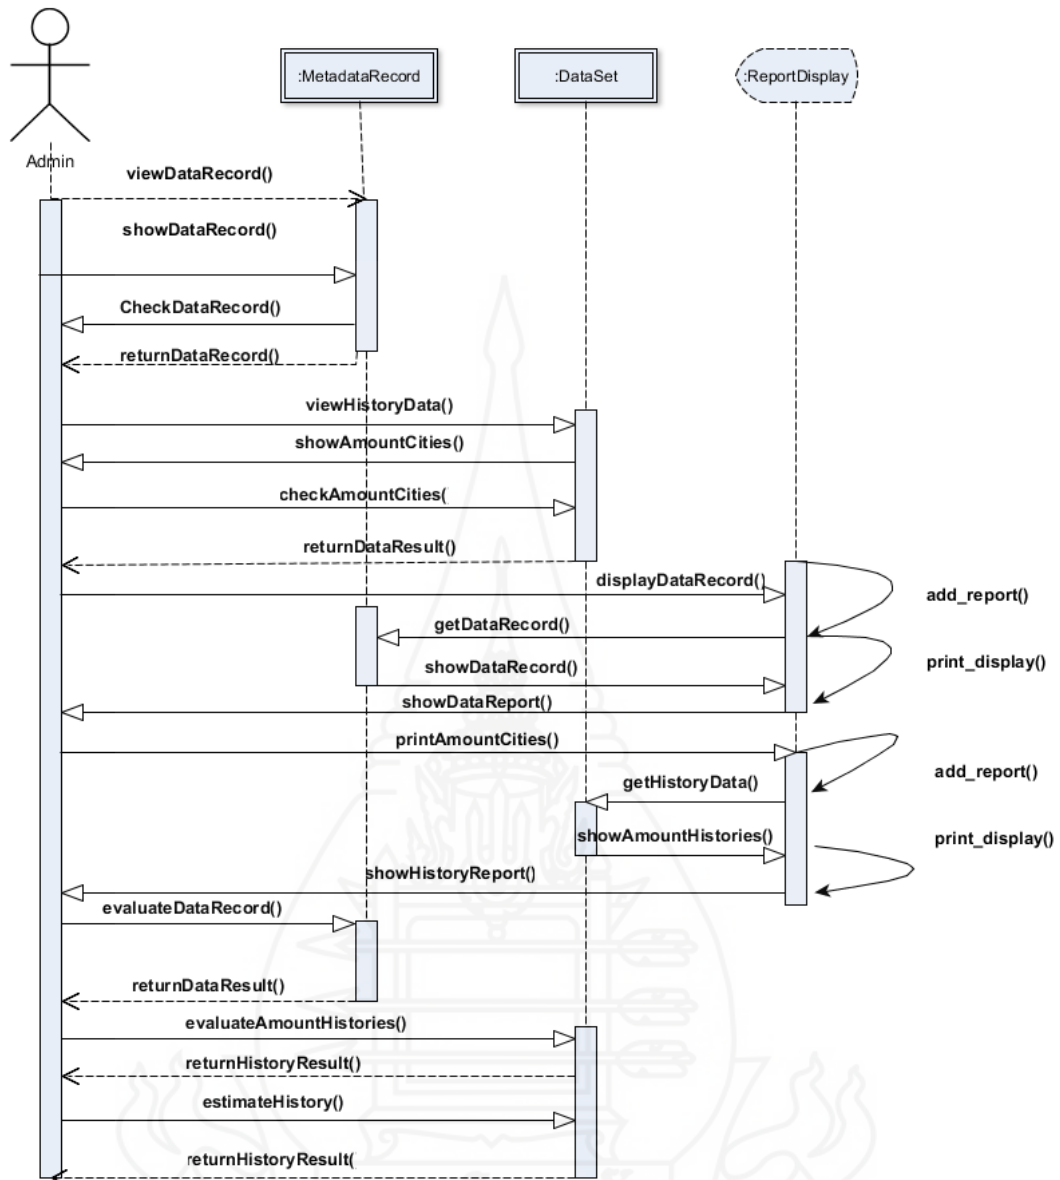 :MetadataRecord
:DataSet
:ReportDisplay
Admin
viewDataRecord()
showDataRecord()
CheckDataRecord()
returnDataRecord()
viewHistoryData()
showAmountCities()
checkAmountCities(
returnDataResult()
displayDataRecord()
add_report()
getDataRecord()
print_display()
showDataRecord()
showDataReport()
printAmountCities()
add_report()
getHistoryData()
showAmountHistories()
print_display()
showHistoryReport()
evaluateDataRecord()
returnDataResult()
evaluateAmountHistories()
returnHistoryResult()
estimateHistory()
returnHistoryResult(